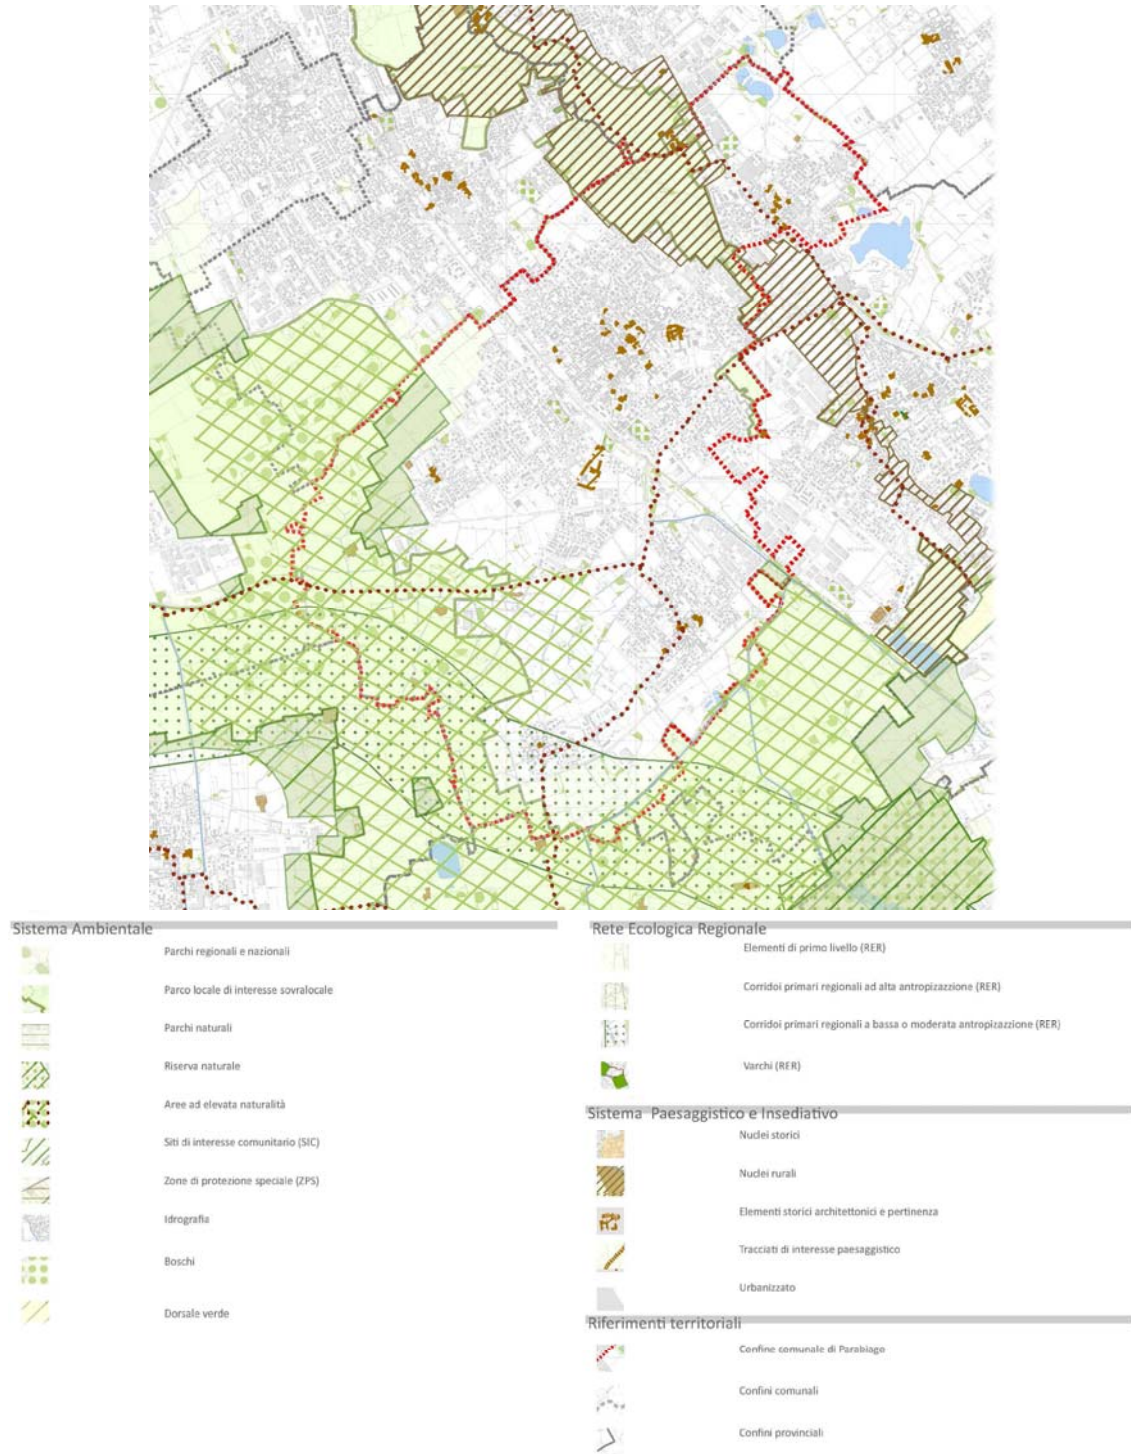 Sistema Ambientale
Parchi regionali e nazionali
Parco locale di interesse sovralocale
Parchi naturali
Riserva naturale
Aree ad elevata naturalità
Siti di interesse comunitario (SIC)
Zone di protezione speciale (ZPS)
Idrografia
Boschi
Dorsale verde
Rete Ecologica Regionale
Elementi di primo livello (RER)
Corridoi primari regionali ad alta antropizazzione (RER)
Corridoi primari regionali a bassa o moderata antropizazzione (RER)
Varchi (RER)
Sistema Paesaggistico e Insediativo
Nuclei storici
Nuclei rurali
Elementi storici architettonici e pertinenza
Tracciati di interesse paesaggistico
Urbanizzato
Riferimenti territoriali
Confine comunale di Parabiago
Confini comunali
Confini provinciali